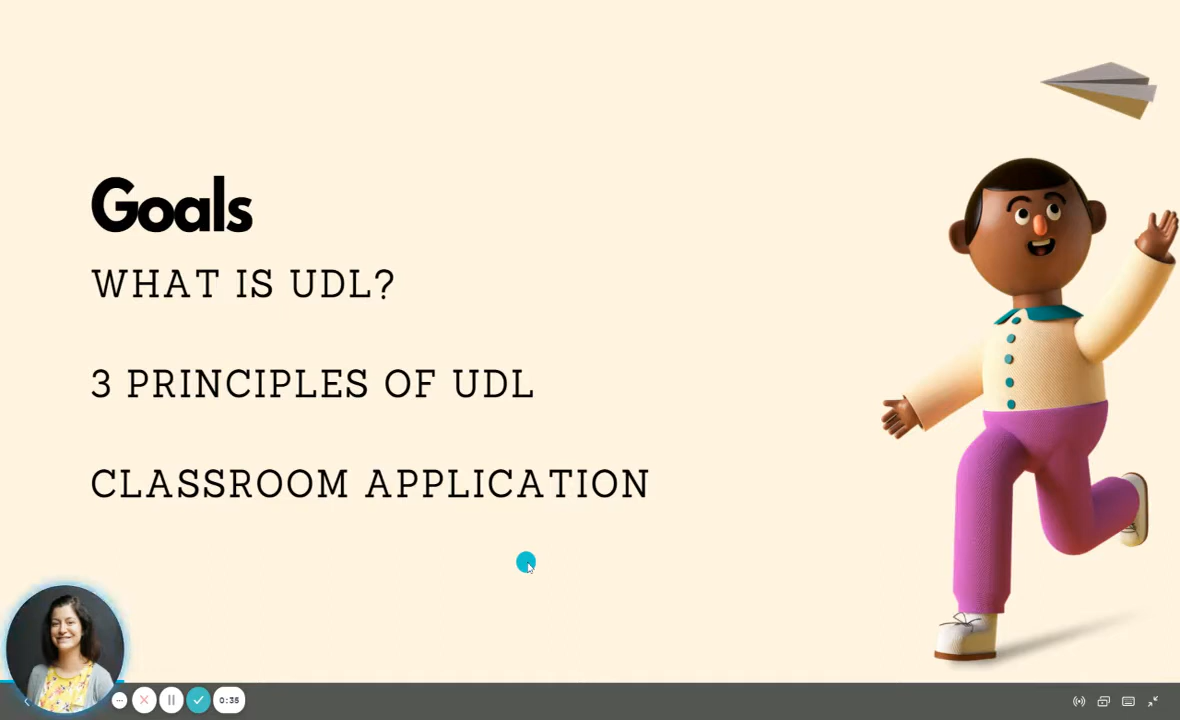 Goals
WHAT IS UDL?
3 PRINCIPLES OF UDL
CLASSROOM APPLICATION
0:35